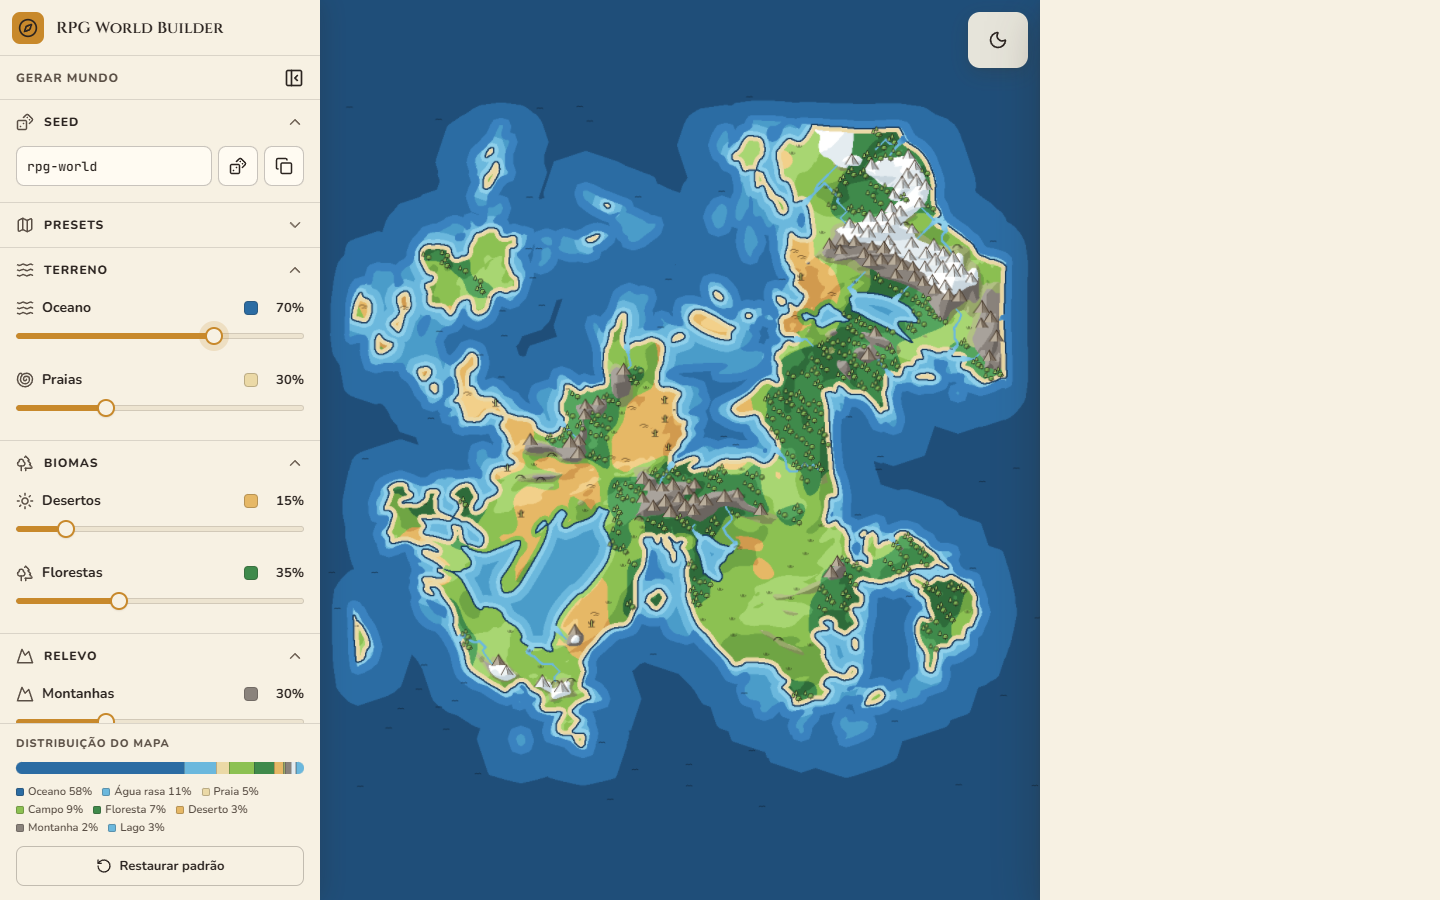 RPG World Builder
GERAR MUNDO
SEED
rpg-world
PRESETS
TERRENO
Oceano 70%
Praias 30%
BIOMAS
Desertos 15%
Florestas 35%
RELEVO
Montanhas 30%
DISTRIBUIÇÃO DO MAPA
Oceano 58% Água rasa 11% Praia 5%
Campo 9% Floresta 7% Deserto 3%
Montanha 2% Lago 3%
Restaurar padrão